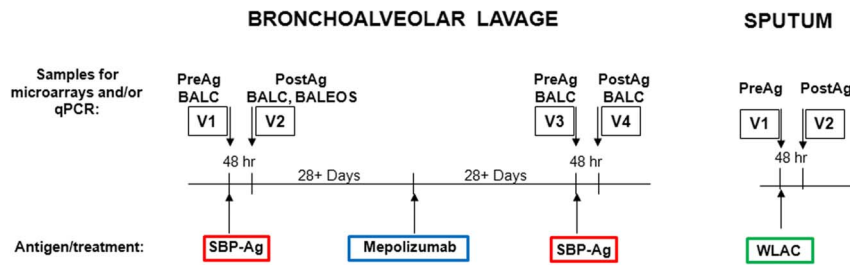 BRONCHOALVEOLAR LAVAGE
SPUTUM
Samples for
microarrays and/or
qPCR:
PreAg
BALC
PostAg
BALC, BALEOS
PreAg
BALC
PostAg
BALC
PreAg
PostAg
V1
V2
V3
V4
V1
V2
48 hr
48 hr
48 hr
28+ Days
28+ Days
Antigen/treatment:
SBP-Ag
Mepolizumab
SBP-Ag
WLAC